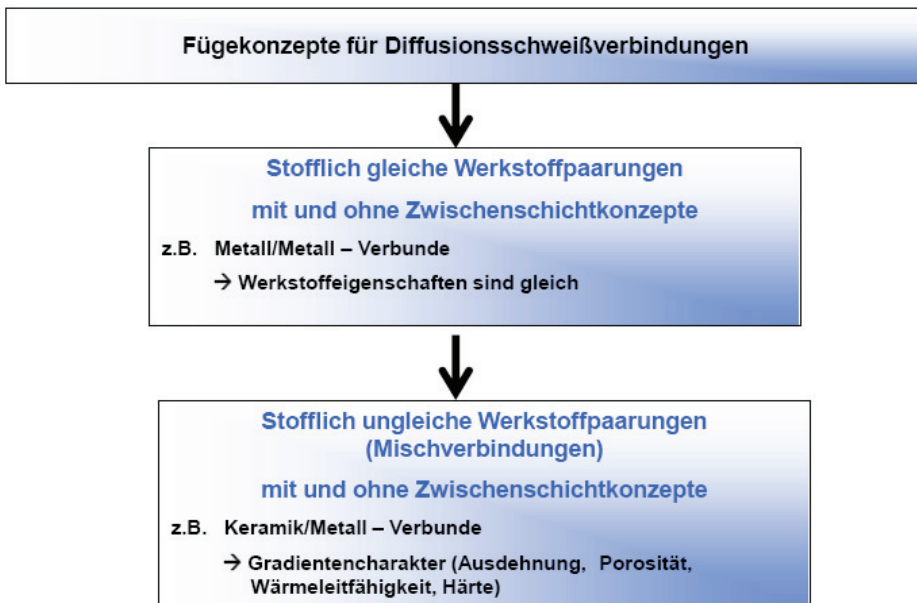 Fügekonzepte für Diffusionsschweißverbindungen
Stofflich gleiche Werkstoffpaarungen
mit und ohne Zwischenschichtkonzepte
z.B. Metall/Metall – Verbunde
→ Werkstoffeigenschaften sind gleich
Stofflich ungleiche Werkstoffpaarungen
(Mischverbindungen)
mit und ohne Zwischenschichtkonzepte
z.B. Keramik/Metall – Verbunde
→ Gradientencharakter (Ausdehnung, Porosität,
Wärmeleitfähigkeit, Härte)